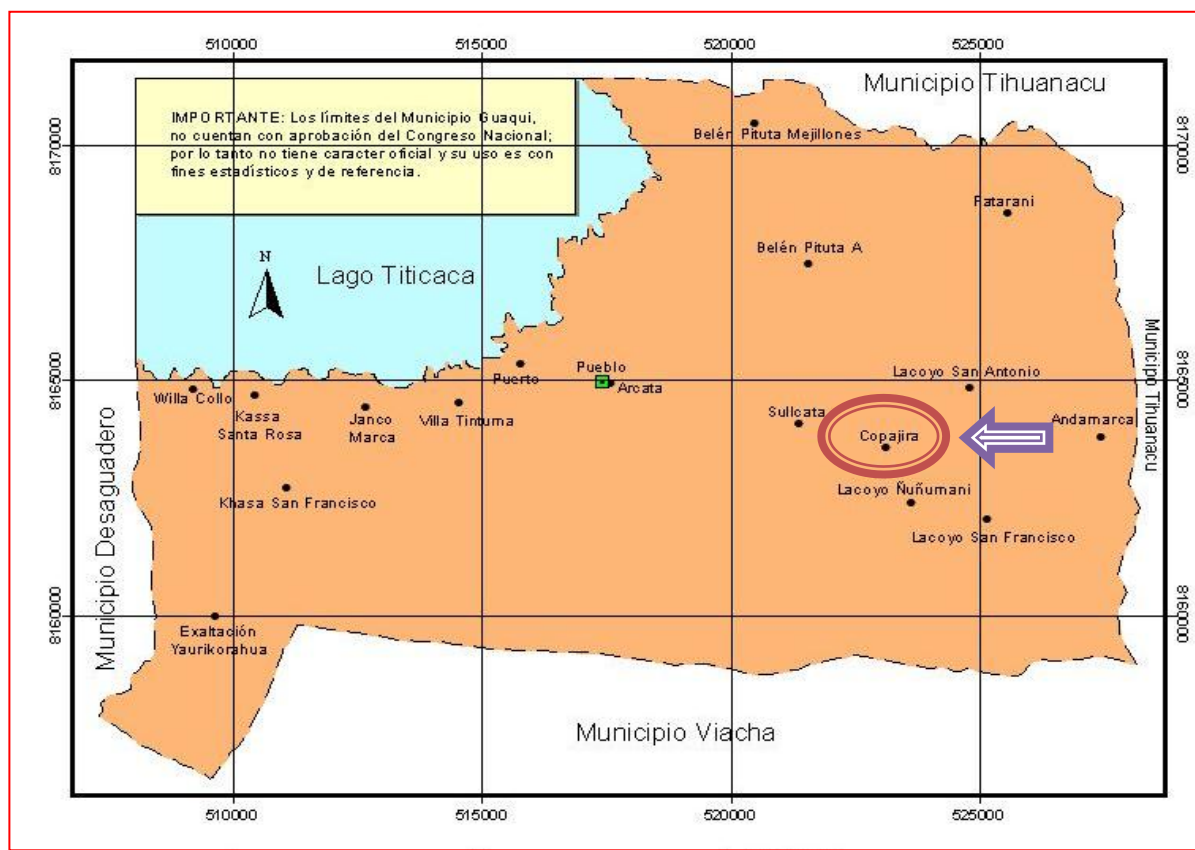 510000
515000
520000
525000
Municipio Tihuanacu
IMPORTANTE: Los límites del Municipio Guaqui,
no cuentan con aprobación del Congreso Nacional;
por lo tanto no tiene caracter oficial y su uso es con
fines estadísticos y de referencia.
Belén Pituta Mejillones
8170000
8170000
Patarani
Belén Pituta A
N
Lago Titicaca
Municipio Tihuanacu
8165000
8165000
Puerto
Pueblo
Arcata
Lacoyo San Antonio
Willa Collo
Kassa
Santa Rosa
Janco
Marca
Villa Tintuma
Sullcata
Copajira
Andamarca
Khasa San Francisco
Lacoyo Ñuñumani
Lacoyo San Francisco
Municipio Desaguadero
8160000
8160000
Exaltación
Yaurikorahua
Municipio Viacha
510000
515000
520000
525000